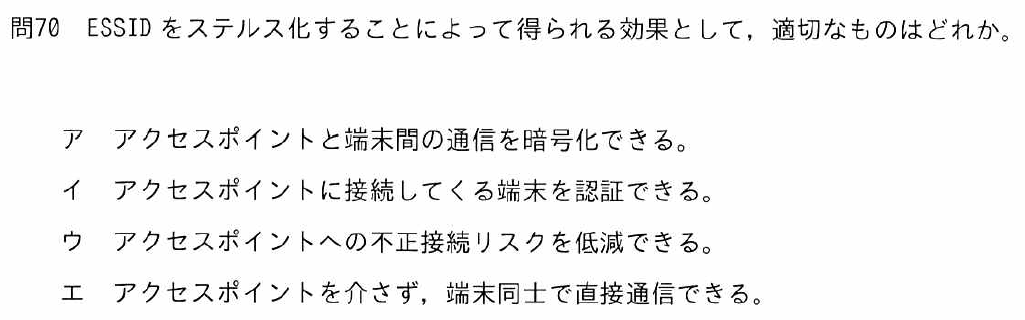 問70　ESSID をステルス化することによって得られる効果として，適切なものはどれか。
ア　アクセスポイントと端末間の通信を暗号化できる。
イ　アクセスポイントに接続してくる端末を認証できる。
ウ　アクセスポイントへの不正接続リスクを低減できる。
エ　アクセスポイントを介さず，端末同士で直接通信できる。